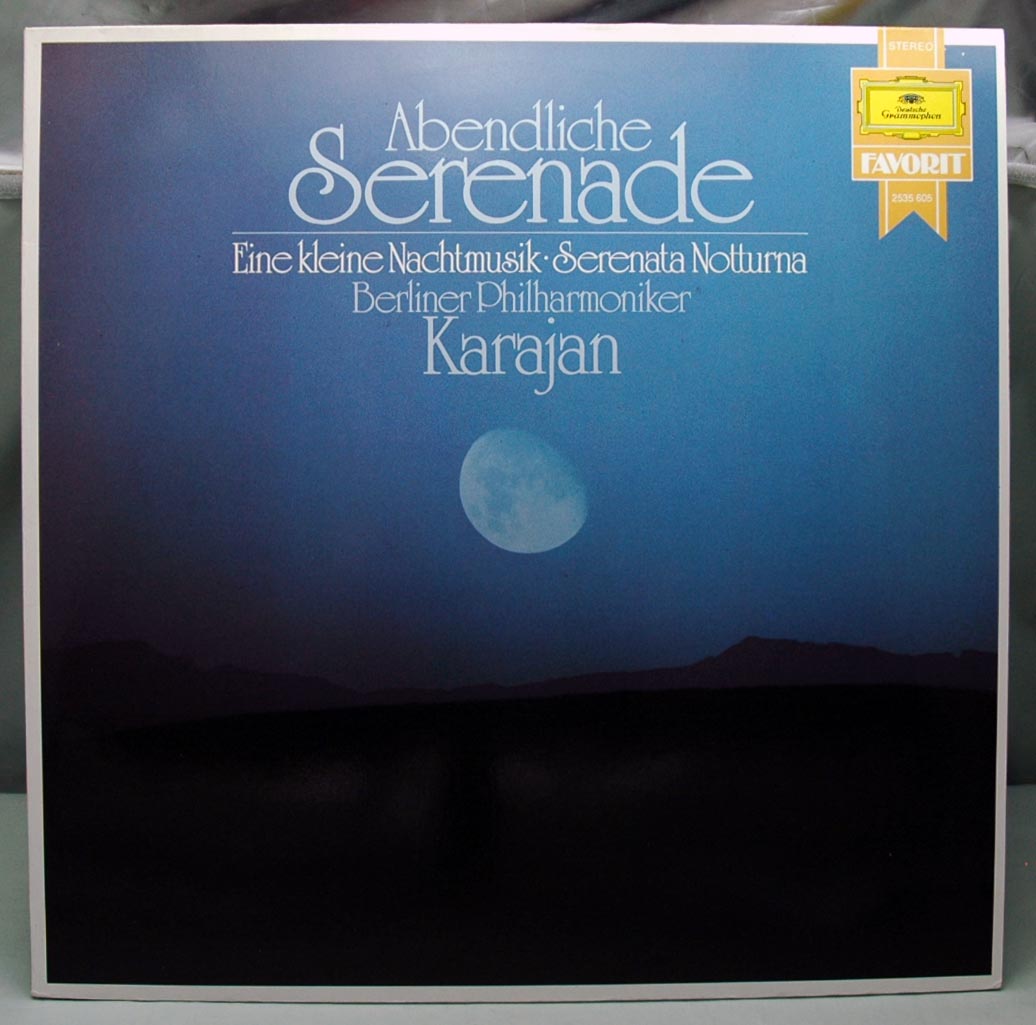 STEREO
Deutsche
Grammophon
FAVORIT
2535 605
Abendliche
Serenade
Eine kleine Nachtmusik · Serenata Notturna
Berliner Philharmoniker
Karajan